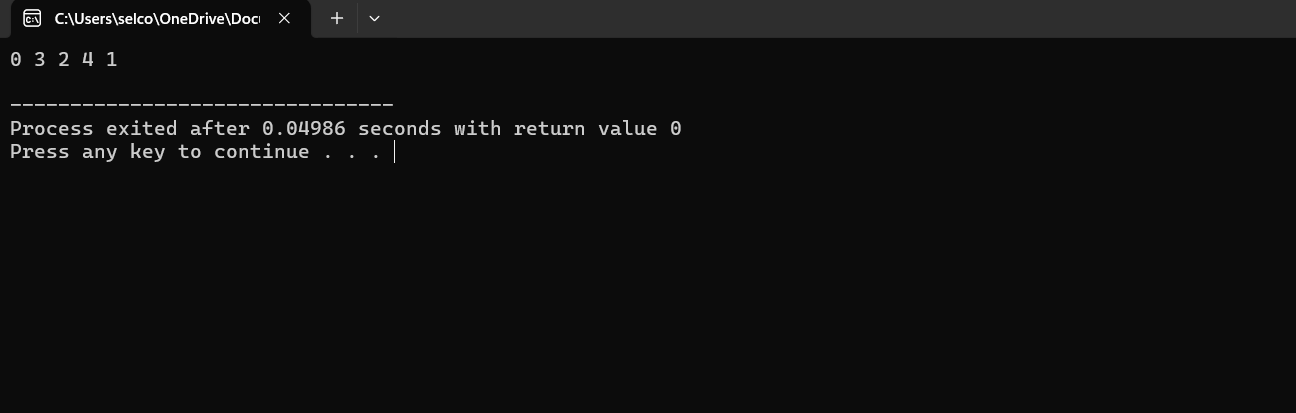 C:\Users\selco\OneDrive\Doc
0 3 2 4 1
--------------------------------
Process exited after 0.04986 seconds with return value 0
Press any key to continue . . .